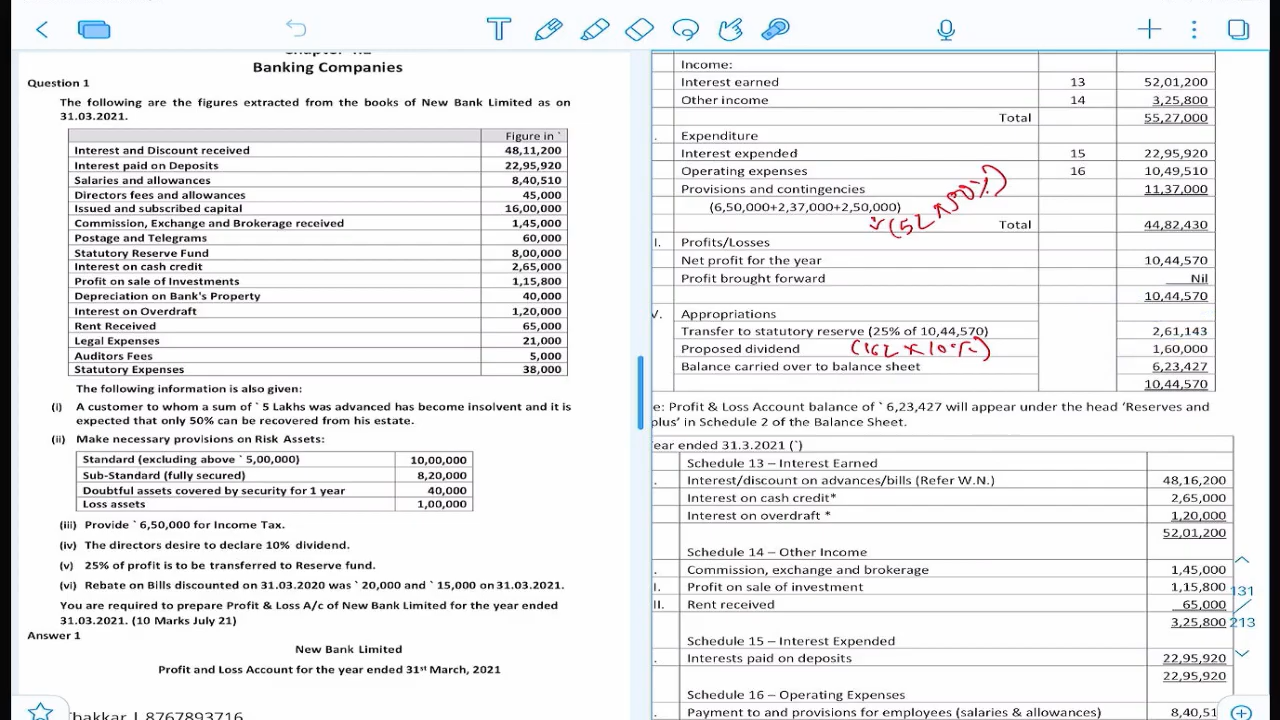 Banking Companies
Question 1
The following are the figures extracted from the books of New Bank Limited as on
31.03.2021.
Figure in `
Interest and Discount received 48,11,200
Interest paid on Deposits 22,95,920
Salaries and allowances 8,40,510
Directors fees and allowances 45,000
Issued and subscribed capital 16,00,000
Commission, Exchange and Brokerage received 1,45,000
Postage and Telegrams 60,000
Statutory Reserve Fund 8,00,000
Interest on cash credit 2,65,000
Profit on sale of Investments 1,15,800
Depreciation on Bank's Property 40,000
Interest on Overdraft 1,20,000
Rent Received 65,000
Legal Expenses 21,000
Auditors Fees 5,000
Statutory Expenses 38,000
The following information is also given:
(i) A customer to whom a sum of ` 5 Lakhs was advanced has become insolvent and it is
expected that only 50% can be recovered from his estate.
(ii) Make necessary provisions on Risk Assets:
Standard (excluding above ` 5,00,000) 10,00,000
Sub-Standard (fully secured) 8,20,000
Doubtful assets covered by security for 1 year 40,000
Loss assets 1,00,000
(iii) Provide ` 6,50,000 for Income Tax.
(iv) The directors desire to declare 10% dividend.
(v) 25% of profit is to be transferred to Reserve fund.
(vi) Rebate on Bills discounted on 31.03.2020 was ` 20,000 and ` 15,000 on 31.03.2021.
You are required to prepare Profit & Loss A/c of New Bank Limited for the year ended
31.03.2021. (10 Marks July 21)
Answer 1
New Bank Limited
Profit and Loss Account for the year ended 31st March, 2021
Thakkar | 8767893716
Income:
Interest earned 13 52,01,200
Other income 14 3,25,800
Total 55,27,000
. Expenditure
Interest expended 15 22,95,920
Operating expenses 16 10,49,510
Provisions and contingencies 11,37,000
(6,50,000+2,37,000+2,50,000)
(5L x 50%)
Total 44,82,430
I. Profits/Losses
Net profit for the year 10,44,570
Profit brought forward Nil
10,44,570
V. Appropriations
Transfer to statutory reserve (25% of 10,44,570) 2,61,143
Proposed dividend (16L x 10%) 1,60,000
Balance carried over to balance sheet 6,23,427
10,44,570
e: Profit & Loss Account balance of ` 6,23,427 will appear under the head ‘Reserves and
plus’ in Schedule 2 of the Balance Sheet.
ear ended 31.3.2021 (`)
Schedule 13 – Interest Earned
. Interest/discount on advances/bills (Refer W.N.) 48,16,200
Interest on cash credit* 2,65,000
Interest on overdraft * 1,20,000
52,01,200
Schedule 14 – Other Income
. Commission, exchange and brokerage 1,45,000
I. Profit on sale of investment 1,15,800
II. Rent received 65,000
3,25,800
Schedule 15 – Interest Expended
. Interests paid on deposits 22,95,920
22,95,920
Schedule 16 – Operating Expenses
. Payment to and provisions for employees (salaries & allowances) 8,40,51
131
213